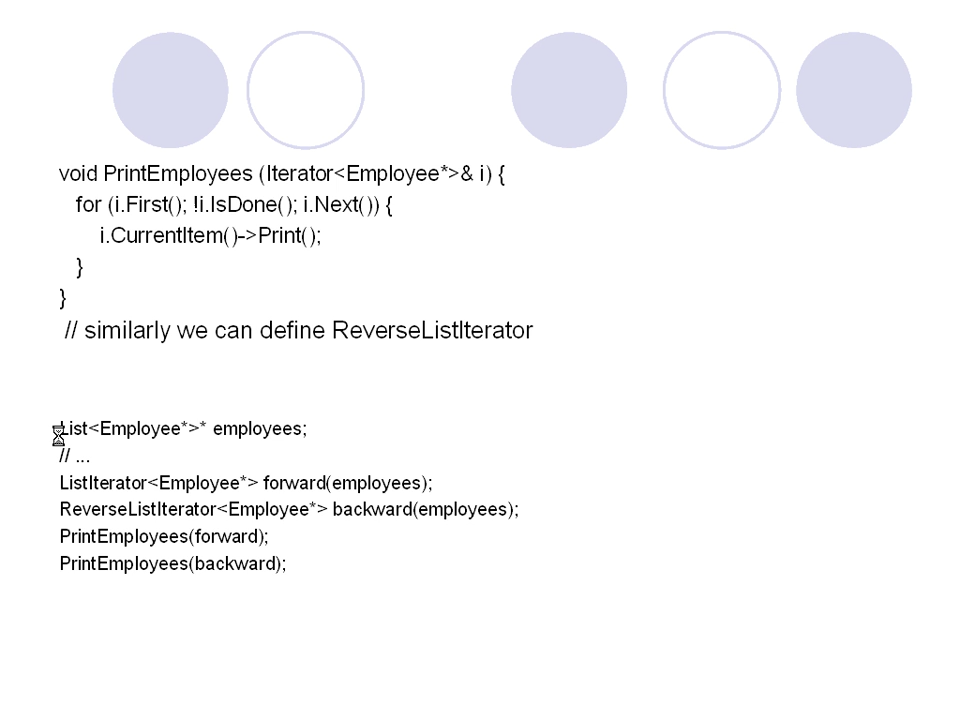 void PrintEmployees (Iterator<Employee*>& i) {
for (i.First(); !i.IsDone(); i.Next()) {
i.CurrentItem()->Print();
}
}
// similarly we can define ReverseListIterator
List<Employee*>* employees;
// ...
ListIterator<Employee*> forward(employees);
ReverseListIterator<Employee*> backward(employees);
PrintEmployees(forward);
PrintEmployees(backward);